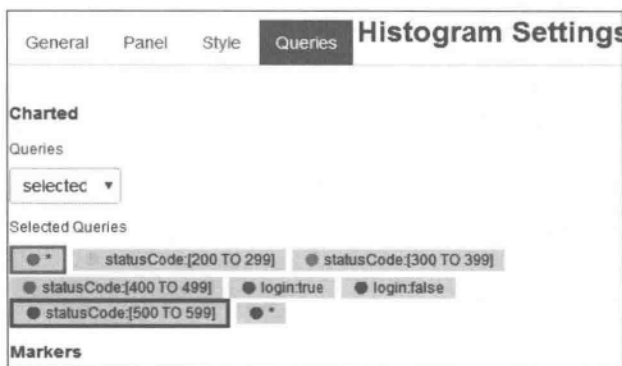 General Panel Style Queries Histogram Settings
Charted
Queries
selected
Selected Queries
* statusCode:[200 TO 299] statusCode:[300 TO 399]
statusCode:[400 TO 499] login:true login:false
statusCode:[500 TO 599] *
Markers